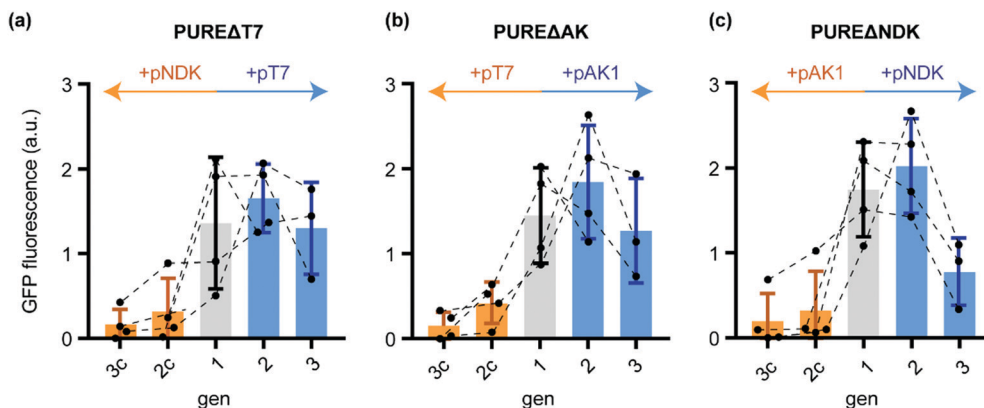 (a) PUREΔT7
+pNDK +pT7
GFP fluorescence (a.u.)
3
2
1
0
3c 2c 1 2 3
gen
(b) PUREΔAK
+pT7 +pAK1
3
2
1
0
3c 2c 1 2 3
gen
(c) PUREΔNDK
+pAK1 +pNDK
3
2
1
0
3c 2c 1 2 3
gen